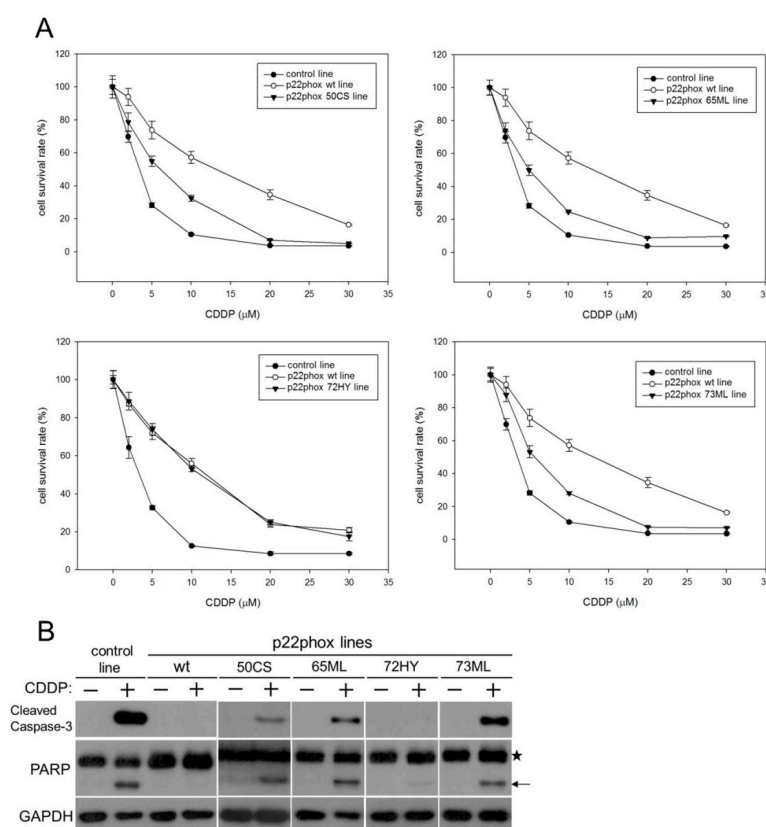 A
control line
p22phox wt line
p22phox 50CS line
cell survival rate (%)
120
100
80
60
40
20
0
0 5 10 15 20 25 30 35
CDDP (μM)
control line
p22phox wt line
p22phox 65ML line
cell survival rate (%)
120
100
80
60
40
20
0
0 5 10 15 20 25 30 3
CDDP (μM)
control line
p22phox wt line
p22phox 72HY line
cell survival rate (%)
120
100
80
60
40
20
0
0 5 10 15 20 25 30 35
CDDP (μM)
control line
p22phox wt line
p22phox 73ML line
cell survival rate (%)
120
100
80
60
40
20
0
0 5 10 15 20 25 30 3
CDDP (μM)
B
control
line
p22phox lines
wt 50CS 65ML 72HY 73ML
CDDP: − + − + − + − + − + − +
Cleaved
Caspase-3
PARP
GAPDH